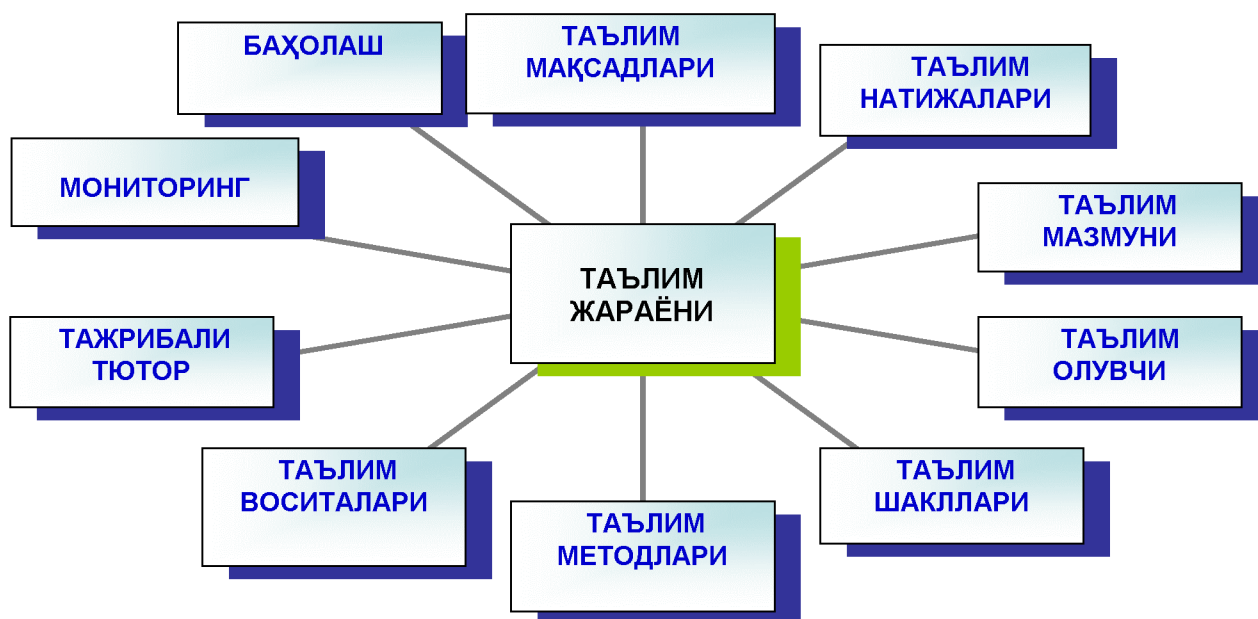 БАҲОЛАШ
ТАЪЛИМ
МАҚСАДЛАРИ
ТАЪЛИМ
НАТИЖАЛАРИ
МОНИТОРИНГ
ТАЪЛИМ
МАЗМУНИ
ТАЪЛИМ
ЖАРАЁНИ
ТАЖРИБАЛИ
ТЮТОР
ТАЪЛИМ
ОЛУВЧИ
ТАЪЛИМ
ВОСИТАЛАРИ
ТАЪЛИМ
МЕТОДЛАРИ
ТАЪЛИМ
ШАКЛЛАРИ